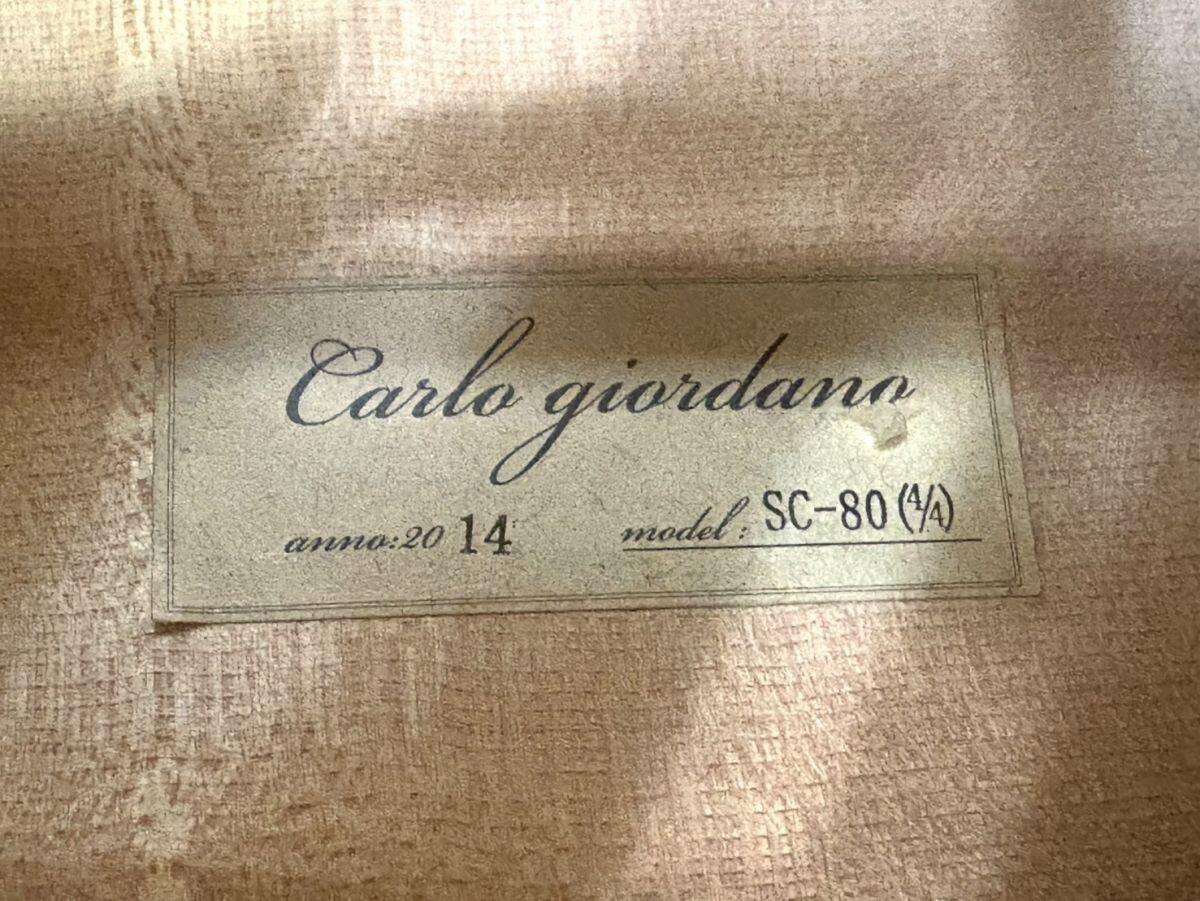 Carlo giordano
anno:2014 model: SC-80 (4/4)